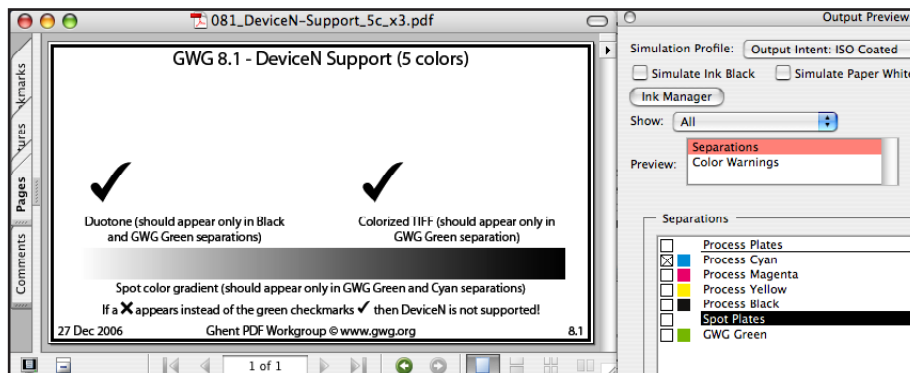 081_DeviceN-Support_5c_x3.pdf
Output Preview
GWG 8.1 - DeviceN Support (5 colors)
Simulation Profile: Output Intent: ISO Coated
Simulate Ink Black Simulate Paper White
Ink Manager
Show: All
Preview: Separations
Color Warnings
Pages
Comments
Duotone (should appear only in Black
and GWG Green separations)
Colorized TIFF (should appear only in
GWG Green separation)
Spot color gradient (should appear only in GWG Green and Cyan separations)
If a ✘ appears instead of the green checkmarks ✔ then DeviceN is not supported!
27 Dec 2006 Ghent PDF Workgroup © www.gwg.org 8.1
1 of 1
Separations
Process Plates
Process Cyan
Process Magenta
Process Yellow
Process Black
Spot Plates
GWG Green